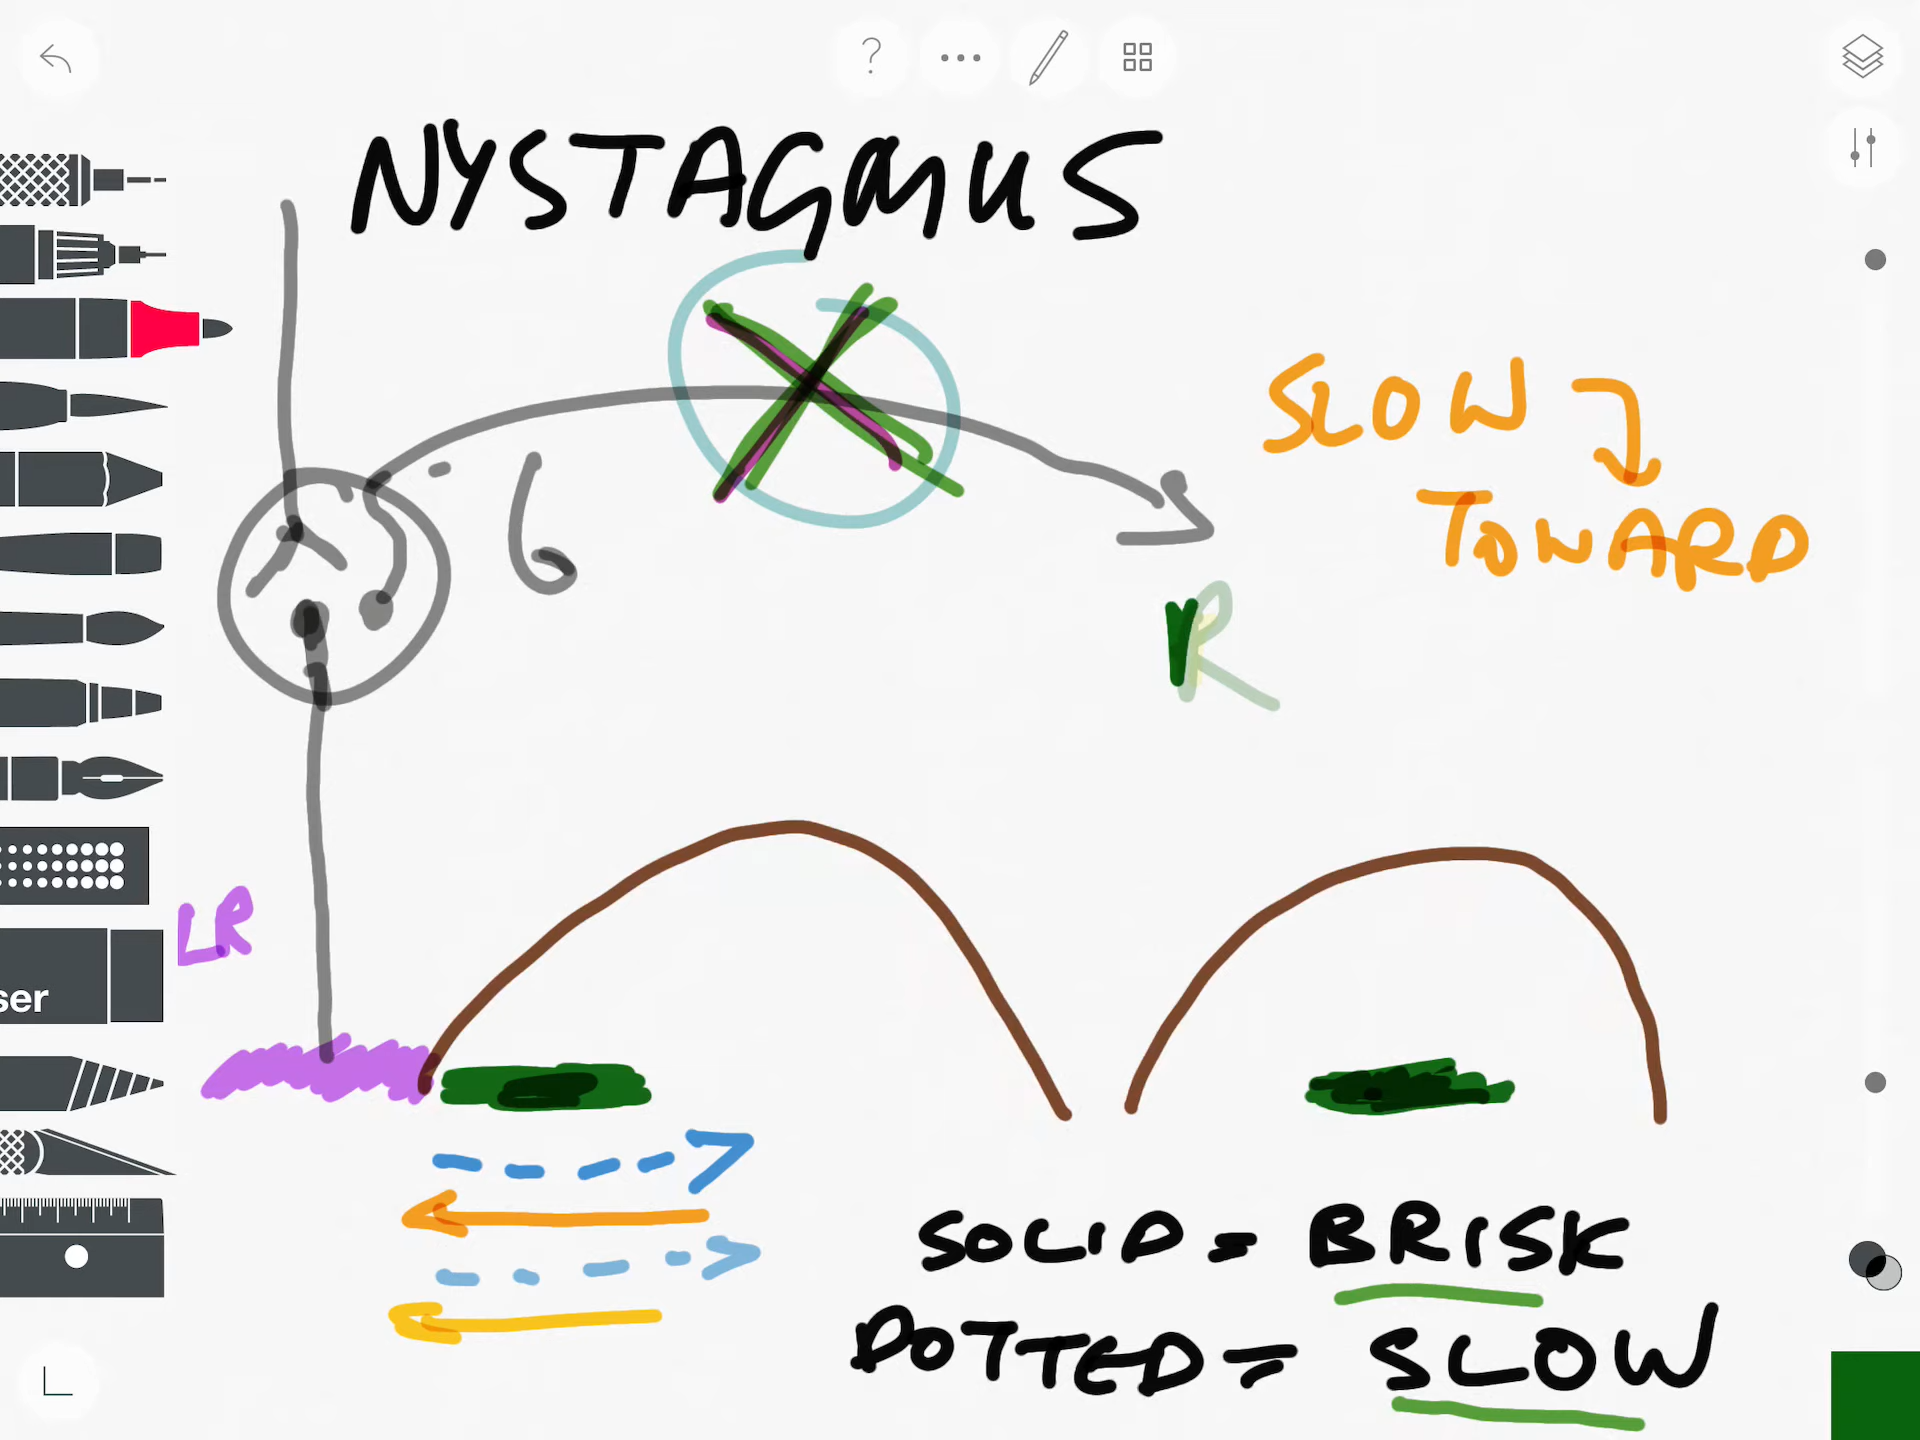 ?
NYSTAGMUS
SLOW
TOWARD
6
R
LR
ser
SOLID = BRISK
DOTTED = SLOW